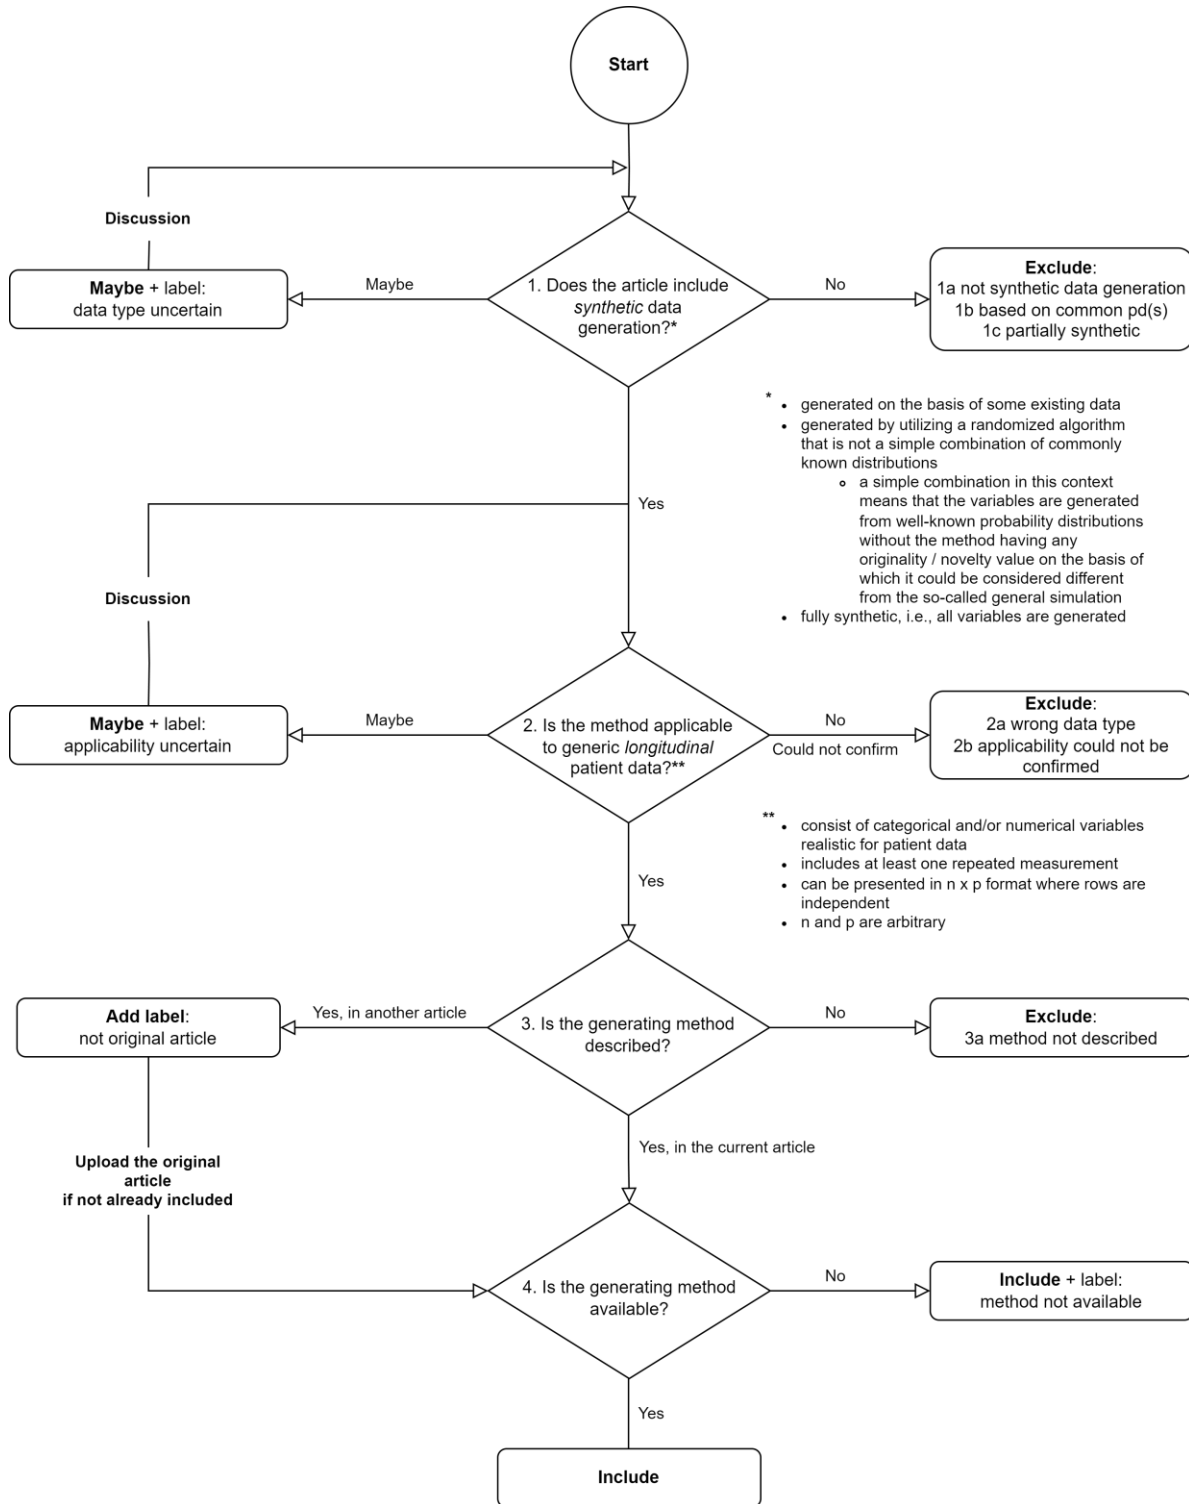 Start
Discussion
Maybe + label:
data type uncertain
Maybe
1. Does the article include
synthetic data
generation?*
No
Exclude:
1a not synthetic data generation
1b based on common pd(s)
1c partially synthetic
*
• generated on the basis of some existing data
• generated by utilizing a randomized algorithm
that is not a simple combination of commonly
known distributions
∘ a simple combination in this context
means that the variables are generated
from well-known probability distributions
without the method having any
originality / novelty value on the basis of
which it could be considered different
from the so-called general simulation
• fully synthetic, i.e., all variables are generated
Yes
Discussion
Maybe + label:
applicability uncertain
Maybe
2. Is the method applicable
to generic longitudinal
patient data?**
No
Could not confirm
Exclude:
2a wrong data type
2b applicability could not be
confirmed
**
• consist of categorical and/or numerical variables
realistic for patient data
• includes at least one repeated measurement
• can be presented in n x p format where rows are
independent
• n and p are arbitrary
Yes
Add label:
not original article
Yes, in another article
3. Is the generating method
described?
No
Exclude:
3a method not described
Yes, in the current article
Upload the original
article
if not already included
4. Is the generating method
available?
No
Include + label:
method not available
Yes
Include